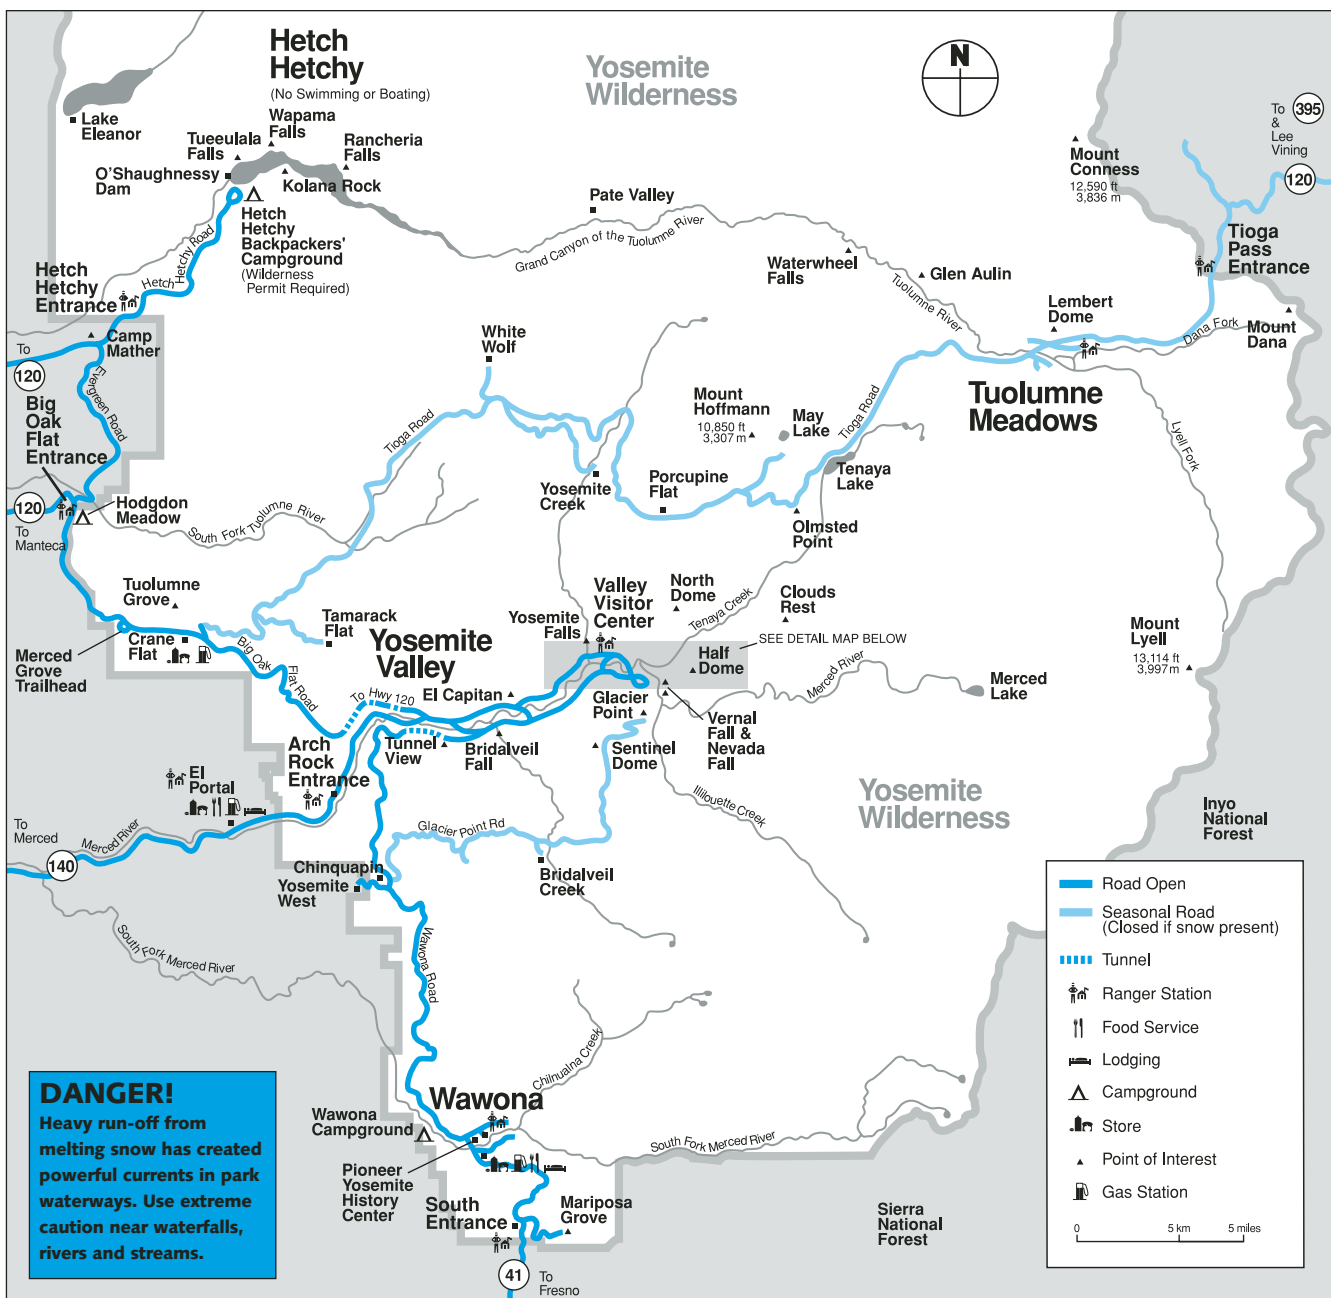 Hetch
Hetchy
(No Swimming or Boating)
Yosemite
Wilderness
N
To
&
Lee
Vining
395
120
Lake
Eleanor
Wapama
Falls
Tueeulala
Falls
Rancheria
Falls
O'Shaughnessy
Dam
Kolana Rock
Mount
Conness
12,590 ft
3,836 m
Pate Valley
Hetch
Hetchy
Backpackers'
Campground
(Wilderness
Permit Required)
Grand Canyon of the Tuolumne River
Tioga
Pass
Entrance
Hetch
Hetchy
Entrance
Hetch Hetchy Road
Waterwheel
Falls
Glen Aulin
Tuolumne River
Lembert
Dome
Dana Fork
Mount
Dana
Camp
Mather
To
120
White
Wolf
Evergreen Road
Big
Oak
Flat
Entrance
Mount
Hoffmann
10,850 ft
3,307 m
May
Lake
Tioga Road
Tioga Road
Tuolumne
Meadows
Lyell Fork
Tenaya
Lake
Yosemite
Creek
Porcupine
Flat
120
To
Manteca
Hodgdon
Meadow
South Fork Tuolumne River
Olmsted
Point
Tuolumne
Grove
Valley
Visitor
Center
North
Dome
Clouds
Rest
Tenaya Creek
Tamarack
Flat
Yosemite
Falls
SEE DETAIL MAP BELOW
Mount
Lyell
13,114 ft
3,997 m
Crane
Flat
Yosemite
Valley
Half
Dome
Merced
Grove
Trailhead
Big Oak Flat Road
To Hwy 120
El Capitan
Merced River
Merced
Lake
Glacier
Point
Vernal
Fall &
Nevada
Fall
Arch
Rock
Entrance
Tunnel
View
Bridalveil
Fall
Sentinel
Dome
El
Portal
Yosemite
Wilderness
Illilouette Creek
Inyo
National
Forest
To
Merced
140
Merced River
Glacier Point Rd
Chinquapin
Yosemite
West
Bridalveil
Creek
South Fork Merced River
Wawona Road
Road Open
Seasonal Road
(Closed if snow present)
Tunnel
Ranger Station
Food Service
Lodging
Campground
Store
Point of Interest
Gas Station
0
5 km
5 miles
Chilnualna Creek
Wawona
Wawona
Campground
South Fork Merced River
Pioneer
Yosemite
History
Center
South
Entrance
Mariposa
Grove
Sierra
National
Forest
41
To
Fresno
DANGER!
Heavy run-off from
melting snow has created
powerful currents in park
waterways. Use extreme
caution near waterfalls,
rivers and streams.